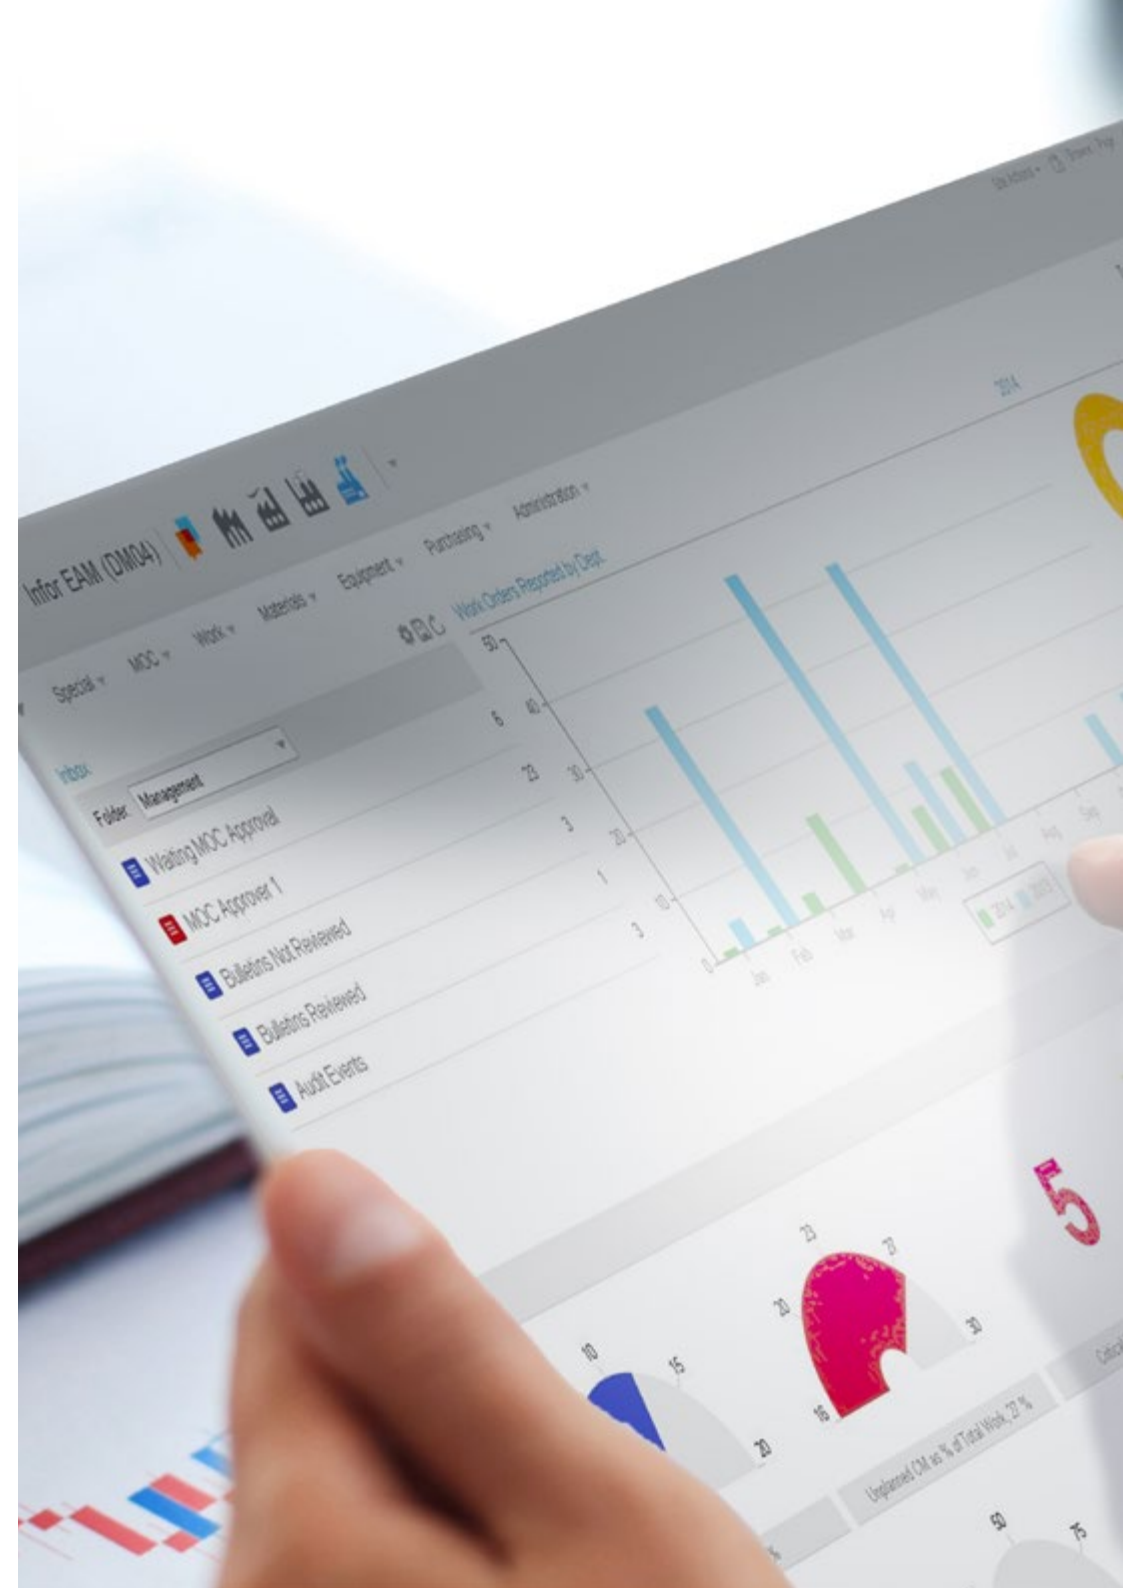 Infor EAM (DM04)
Special MOC Work Materials Equipment Purchasing Administration
Inbox
Folder: Management
Waiting MOC Approval 6
MOC Approver 1 23
Bulletins Not Reviewed 3
Bulletins Reviewed 1
Audit Events 3
Work Orders Reported by Dept.
2014
50
40
30
20
10
0
Jan Feb Mar Apr May Jun Jul Aug Sep
2014
10 15 20
16 20 23 27 30
5
%
Unplanned CM as % of Total Work, 27 %
50 75